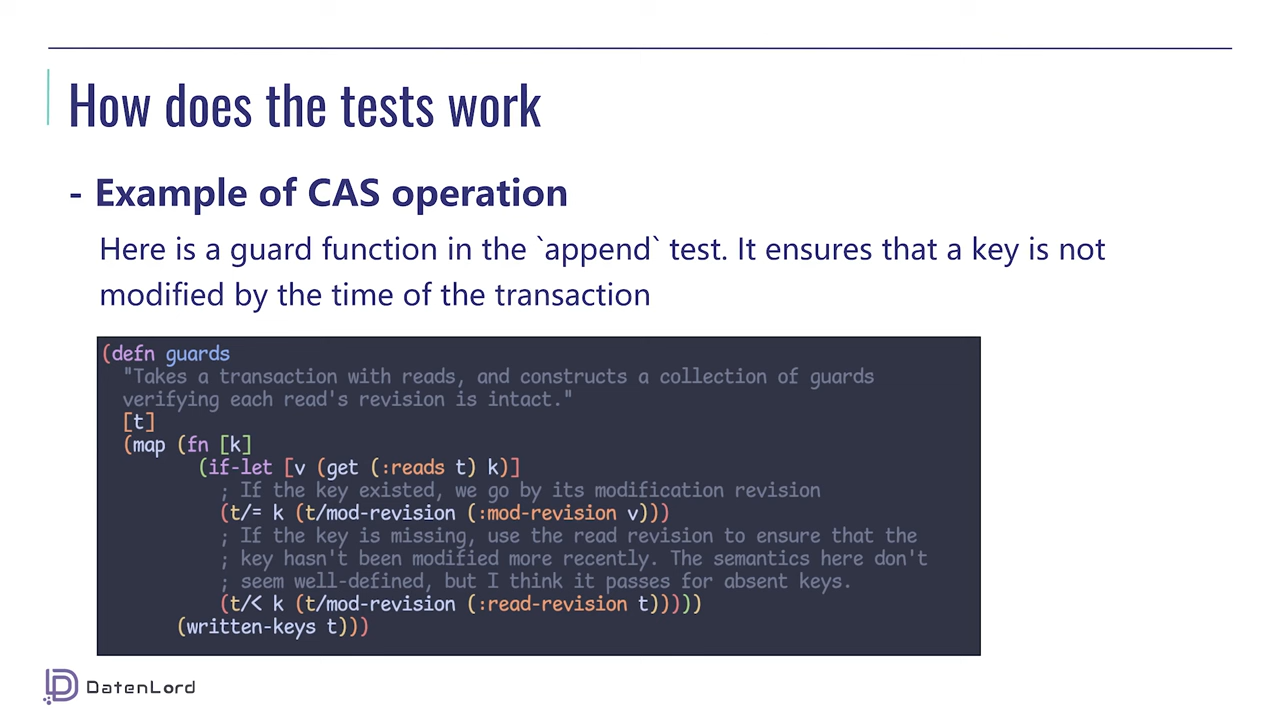 How does the tests work
- Example of CAS operation
Here is a guard function in the `append` test. It ensures that a key is not
modified by the time of the transaction
(defn guards
"Takes a transaction with reads, and constructs a collection of guards
verifying each read's revision is intact."
[t]
(map (fn [k]
(if-let [v (get (:reads t) k)]
; If the key existed, we go by its modification revision
(t/= k (t/mod-revision (:mod-revision v)))
; If the key is missing, use the read revision to ensure that the
; key hasn't been modified more recently. The semantics here don't
; seem well-defined, but I think it passes for absent keys.
(t/< k (t/mod-revision (:read-revision t)))))
(written-keys t)))
DatenLord